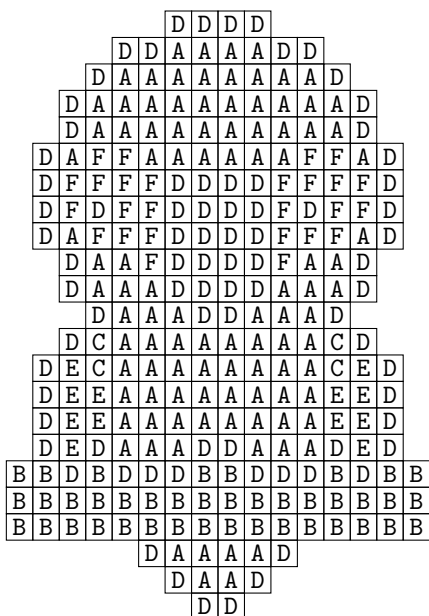 D D D D
D D A A A A D D
D A A A A A A A A D
D A A A A A A A A A A D
D A A A A A A A A A A D
D A F F A A A A A A F F A D
D F F F F D D D D F F F F D
D F D F F D D D D F D F F D
D A F F F D D D D F F F A D
D A A F D D D D F A A D
D A A A D D D D A A A D
D A A A D D A A A D
D C A A A A A A A A C D
D E C A A A A A A A A C E D
D E E A A A A A A A A E E D
D E E A A A A A A A A E E D
D E D A A A D D A A A D E D
B B D B D D D B B D D D B D B B
B B B B B B B B B B B B B B B B
B B B B B B B B B B B B B B B B
D A A A A D
D A A D
D D